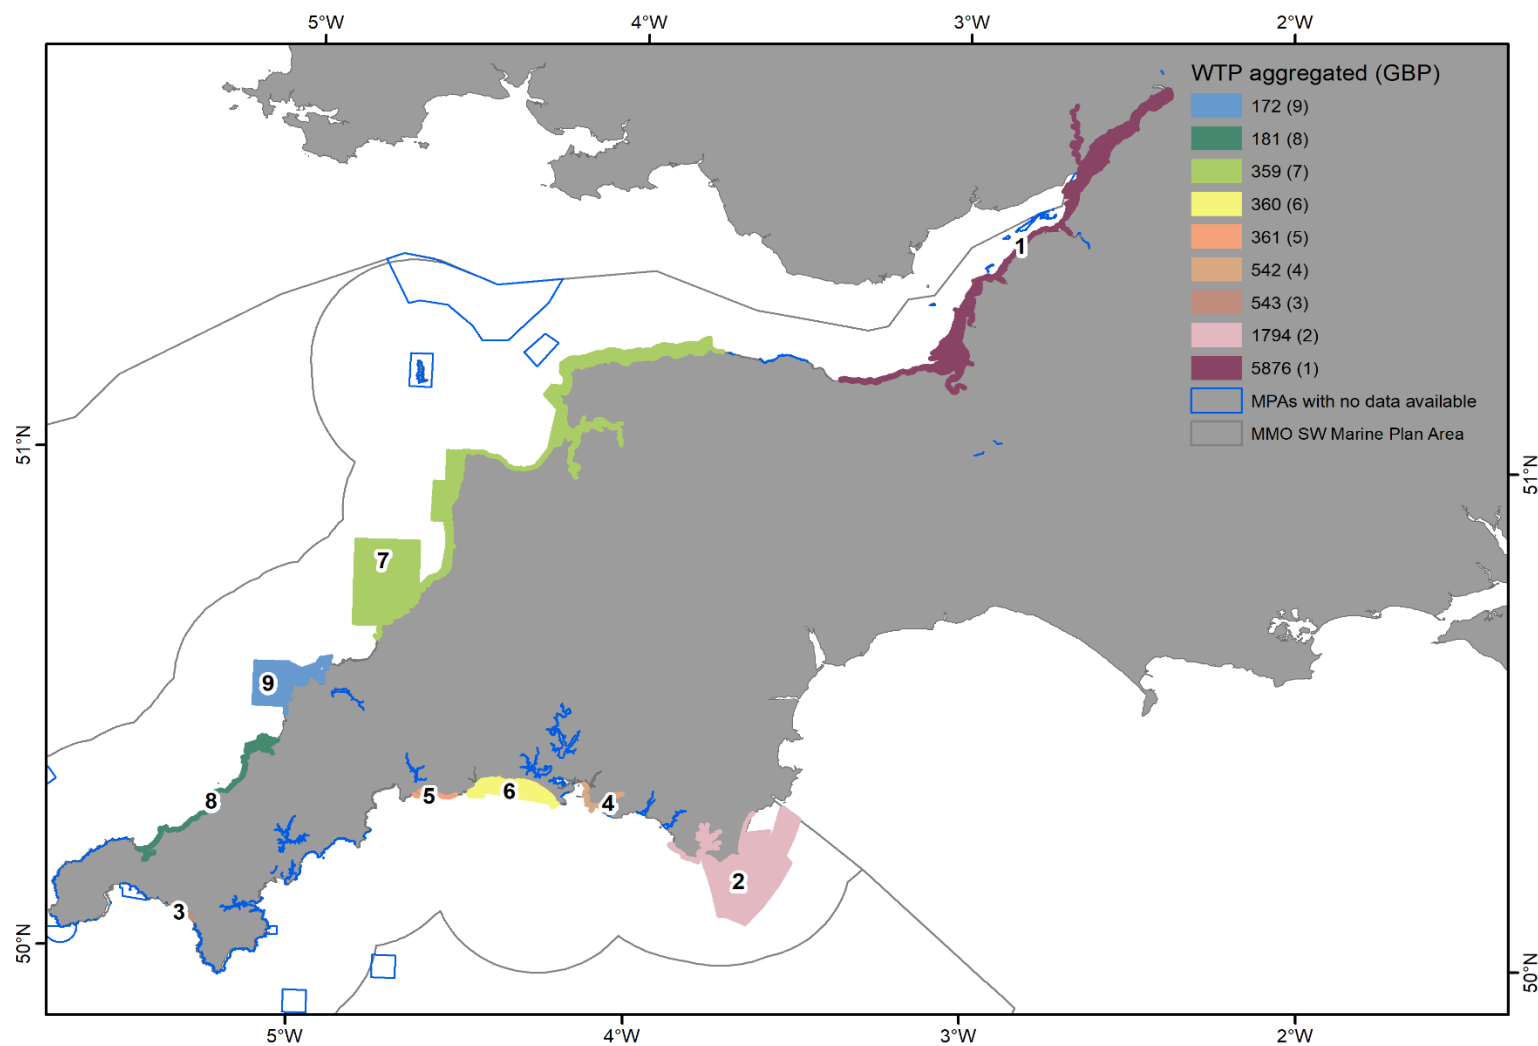 5°W 4°W 3°W 2°W
WTP aggregated (GBP)
172 (9)
181 (8)
359 (7)
360 (6)
361 (5)
542 (4)
543 (3)
1794 (2)
5876 (1)
MPAs with no data available
MMO SW Marine Plan Area
1
51°N
51°N
7
9
8
5
6
4
2
3
50°N
50°N
5°W 4°W 3°W 2°W